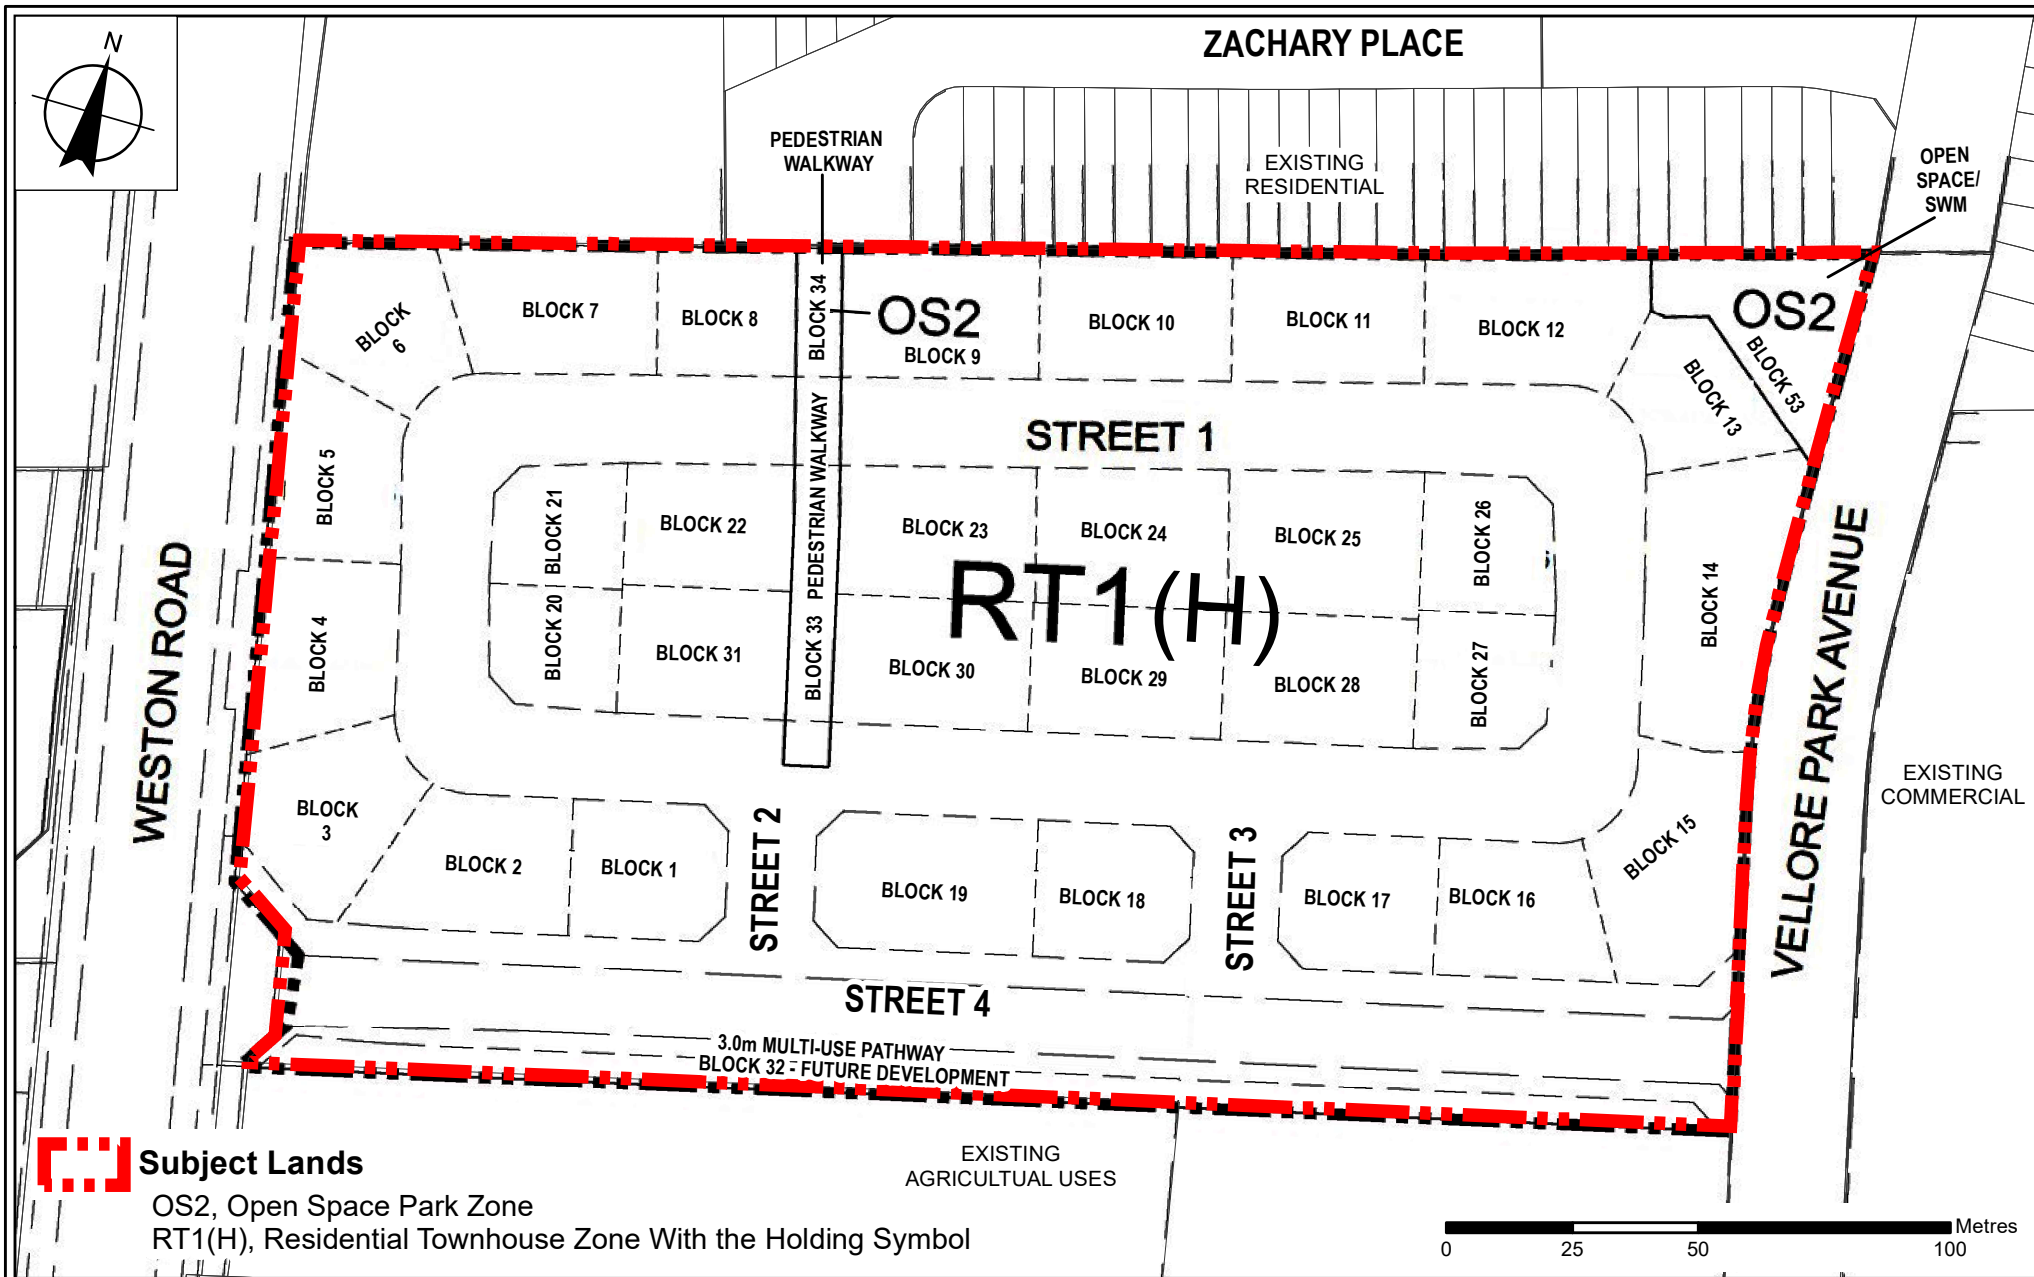 N
ZACHARY PLACE
PEDESTRIAN
WALKWAY
EXISTING
RESIDENTIAL
OPEN
SPACE/
SWM
BLOCK
6
BLOCK 7
BLOCK 8
BLOCK 34
OS2
BLOCK 9
BLOCK 10
BLOCK 11
BLOCK 12
OS2
BLOCK 53
BLOCK 13
STREET 1
BLOCK 5
BLOCK 21
BLOCK 22
PEDESTRIAN WALKWAY
BLOCK 23
BLOCK 24
BLOCK 25
BLOCK 26
RT1(H)
BLOCK 14
WESTON ROAD
VELLORE PARK AVENUE
BLOCK 4
BLOCK 20
BLOCK 31
BLOCK 33
BLOCK 30
BLOCK 29
BLOCK 28
BLOCK 27
EXISTING
COMMERCIAL
BLOCK
3
BLOCK 2
BLOCK 1
STREET 2
BLOCK 19
BLOCK 18
STREET 3
BLOCK 17
BLOCK 16
BLOCK 15
STREET 4
3.0m MULTI-USE PATHWAY
BLOCK 32 - FUTURE DEVELOPMENT
EXISTING
AGRICULTUAL USES
Subject Lands
OS2, Open Space Park Zone
RT1(H), Residential Townhouse Zone With the Holding Symbol
Metres
0 25 50 100